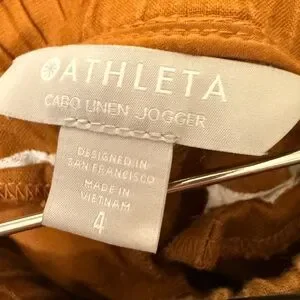 ATHLETA
CABO LINEN JOGGER
DESIGNED IN
SAN FRANCISCO
MADE IN
VIETNAM
4